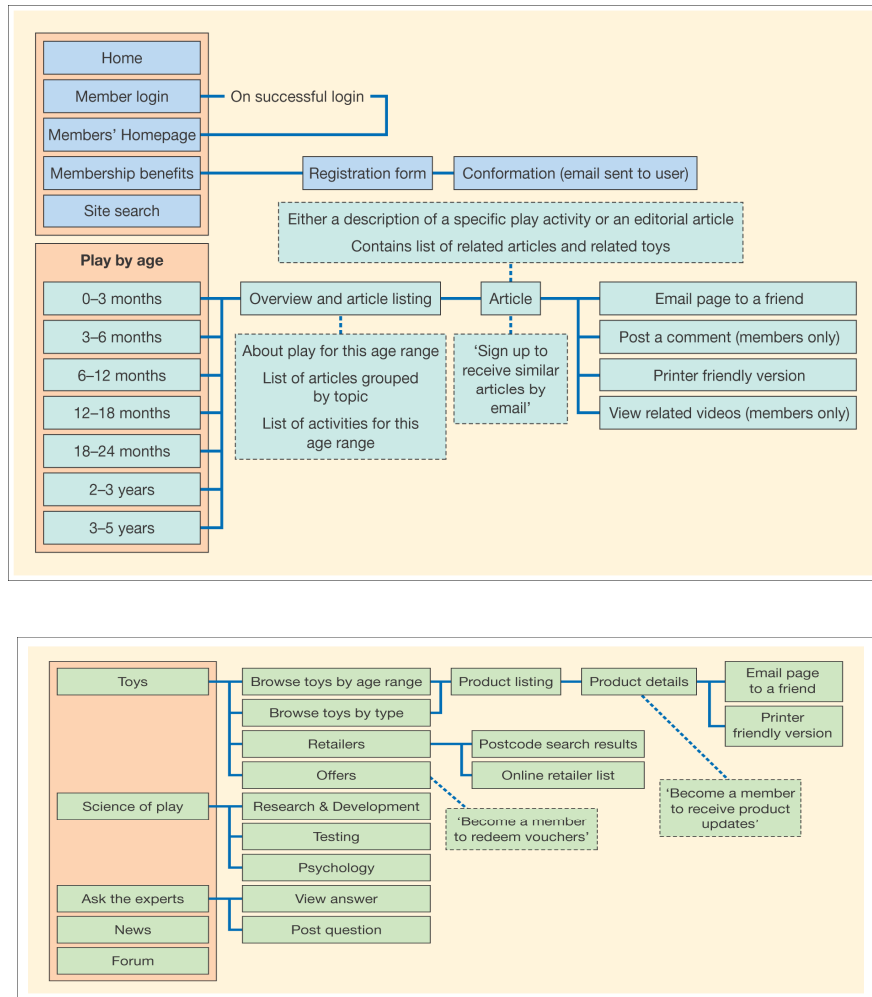 Home
Member login
On successful login
Members’ Homepage
Membership benefits
Registration form
Conformation (email sent to user)
Site search
Either a description of a specific play activity or an editorial article
Contains list of related articles and related toys
Play by age
0–3 months
Overview and article listing
Article
Email page to a friend
3–6 months
Post a comment (members only)
6–12 months
Printer friendly version
12–18 months
View related videos (members only)
18–24 months
2–3 years
3–5 years
About play for this age range
List of articles grouped
by topic
List of activities for this
age range
‘Sign up to
receive similar
articles by
email’
Toys
Browse toys by age range
Product listing
Product details
Email page
to a friend
Browse toys by type
Printer
friendly version
Retailers
Postcode search results
Offers
Online retailer list
‘Become a member
to receive product
updates’
Science of play
Research & Development
‘Become a member
to redeem vouchers’
Testing
Psychology
Ask the experts
View answer
News
Post question
Forum